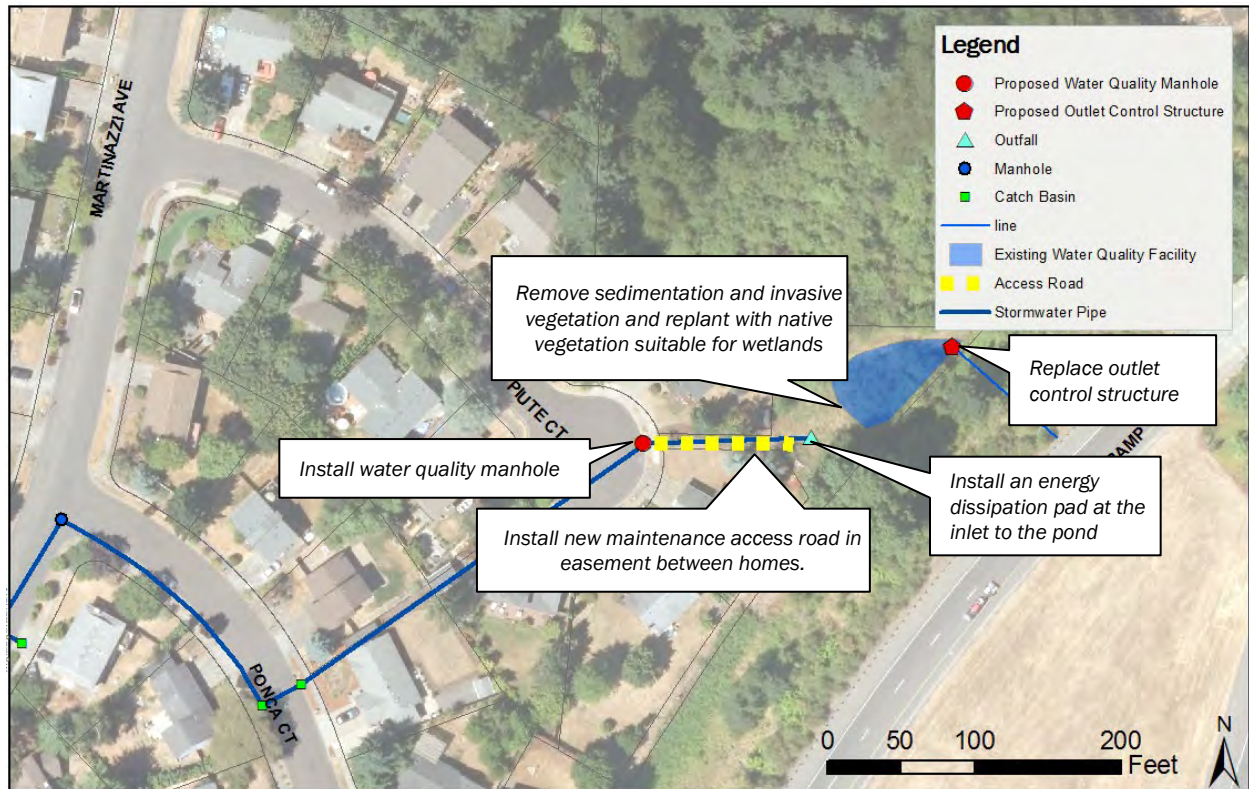 Legend
Proposed Water Quality Manhole
Proposed Outlet Control Structure
Outfall
Manhole
Catch Basin
line
Existing Water Quality Facility
Access Road
Stormwater Pipe
MARTINAZZI AVE
Remove sedimentation and invasive
vegetation and replant with native
vegetation suitable for wetlands
Replace outlet
control structure
PIUTE CT
RAMP
Install water quality manhole
Install an energy
dissipation pad at the
inlet to the pond
Install new maintenance access road in
easement between homes.
PONCA CT
0 50 100 200
Feet
N